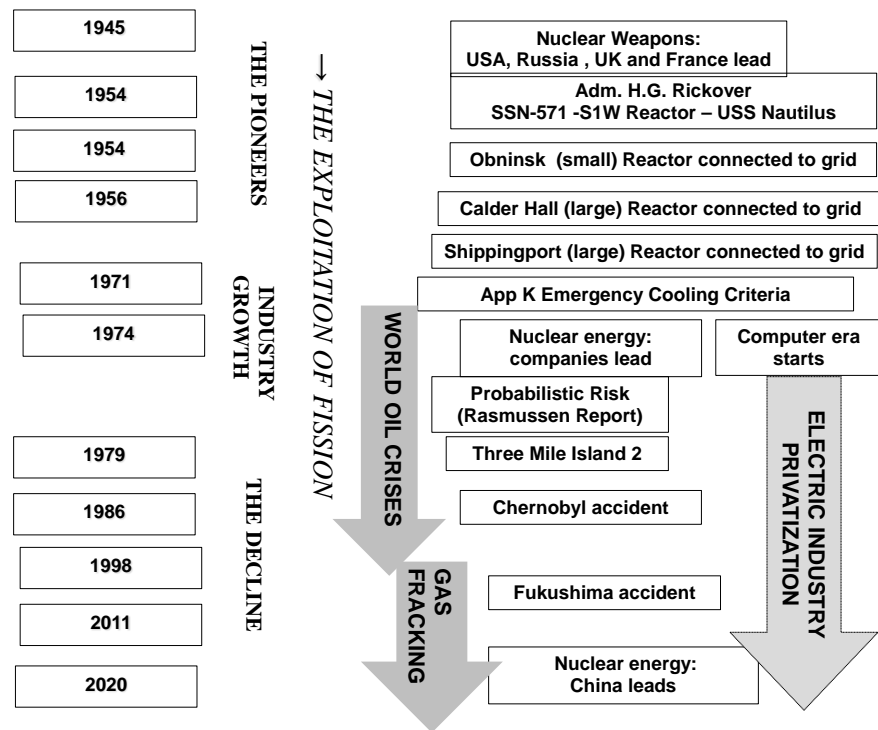 1945
1954
1954
1956
1971
1974
1979
1986
1998
2011
2020
THE PIONEERS
INDUSTRY
GROWTH
THE DECLINE
→ THE EXPLOITATION OF FISSION
Nuclear Weapons:
USA, Russia , UK and France lead
Adm. H.G. Rickover
SSN-571 -S1W Reactor – USS Nautilus
Obninsk (small) Reactor connected to grid
Calder Hall (large) Reactor connected to grid
Shippingport (large) Reactor connected to grid
App K Emergency Cooling Criteria
WORLD OIL CRISES
Nuclear energy:
companies lead
Computer era
starts
Probabilistic Risk
(Rasmussen Report)
Three Mile Island 2
Chernobyl accident
ELECTRIC INDUSTRY
PRIVATIZATION
GAS
FRACKING
Fukushima accident
Nuclear energy:
China leads